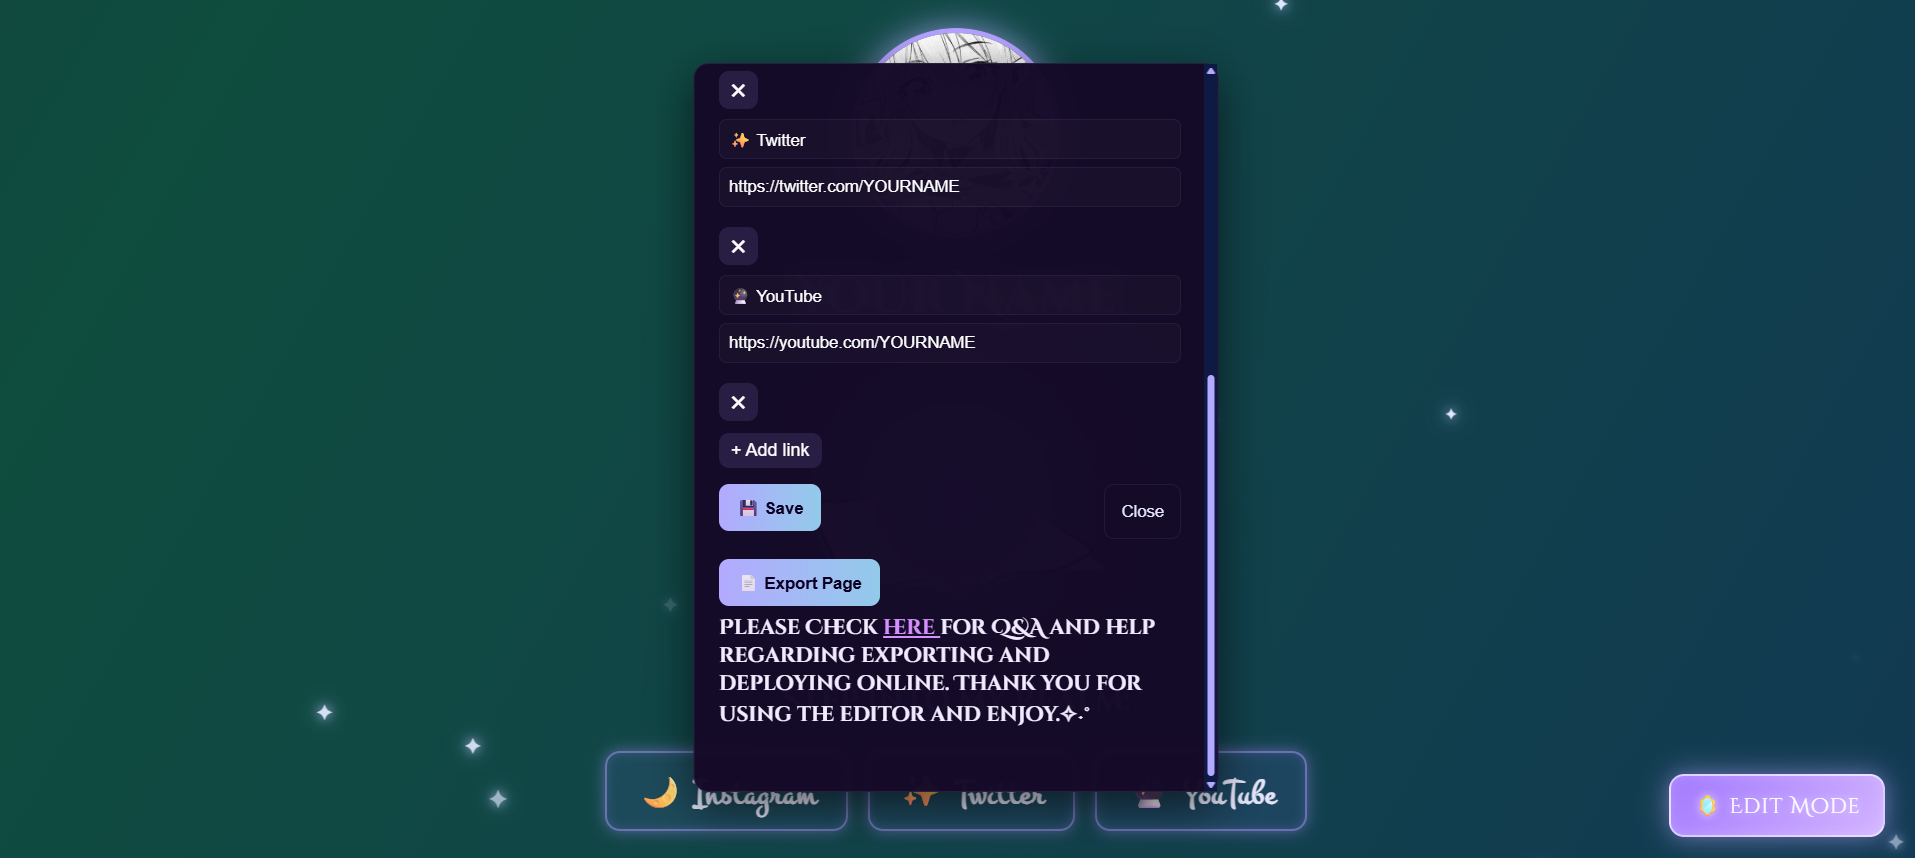 ✕
✨ Twitter
https://twitter.com/YOURNAME
✕
🔮 YouTube
https://youtube.com/YOURNAME
✕
+ Add link
💾 Save
Close
📄 Export Page
Please Check here for Q&A and help
regarding exporting and
deploying online. Thank you for
using the editor and enjoy.✧˖°
🌙 Instagram
✨ Twitter
🔮 YouTube
Edit Mode